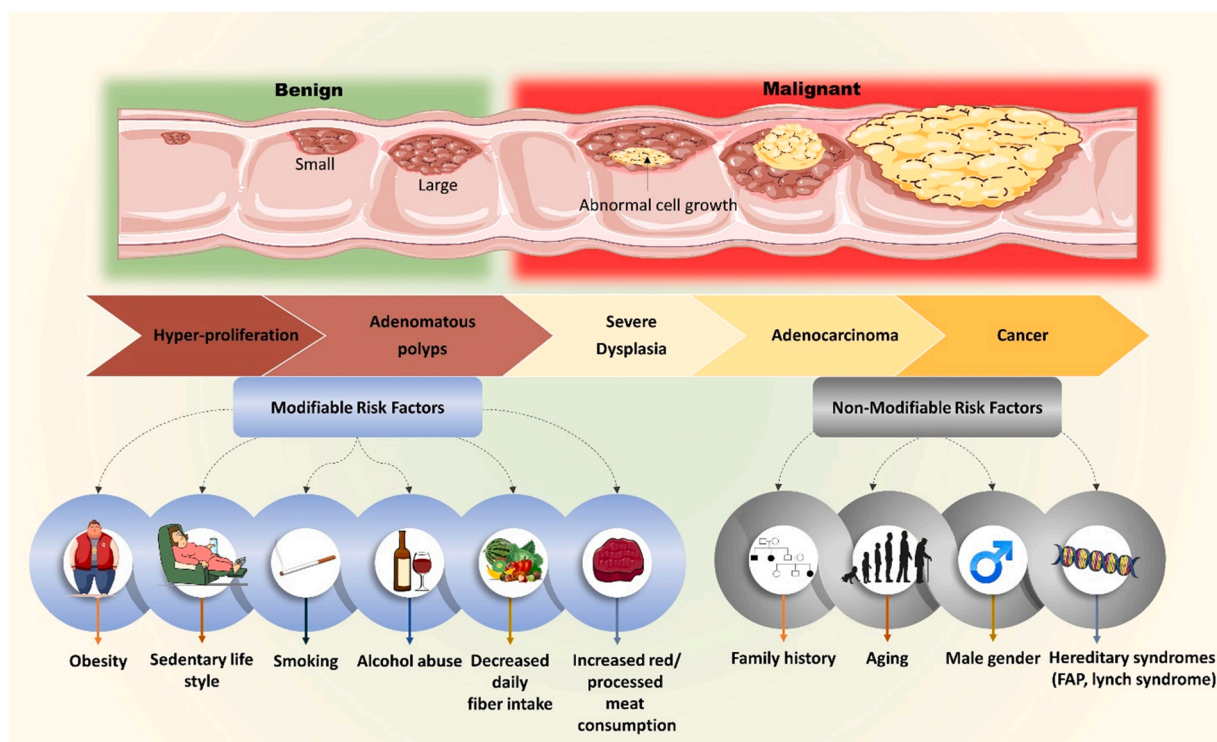 Benign
Malignant
Small
Large
Abnormal cell growth
Hyper-proliferation
Adenomatous
polyps
Severe
Dysplasia
Adenocarcinoma
Cancer
Modifiable Risk Factors
Non-Modifiable Risk Factors
Obesity
Sedentary life
style
Smoking
Alcohol abuse
Decreased
daily
fiber intake
Increased red/
processed
meat
consumption
Family history
Aging
Male gender
Hereditary syndromes
(FAP, lynch syndrome)